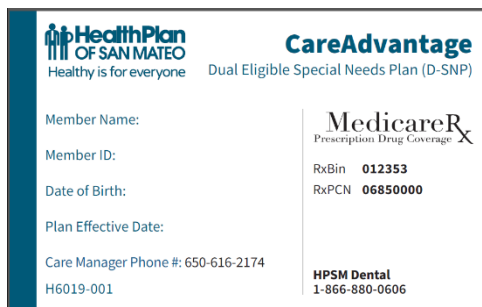 HealthPlan
OF SAN MATEO
Healthy is for everyone
CareAdvantage
Dual Eligible Special Needs Plan (D-SNP)
Member Name:
Member ID:
Date of Birth:
Plan Effective Date:
Care Manager Phone #: 650-616-2174
H6019-001
MedicareRx
Prescription Drug Coverage
RxBin 012353
RxPCN 06850000
HPSM Dental
1-866-880-0606